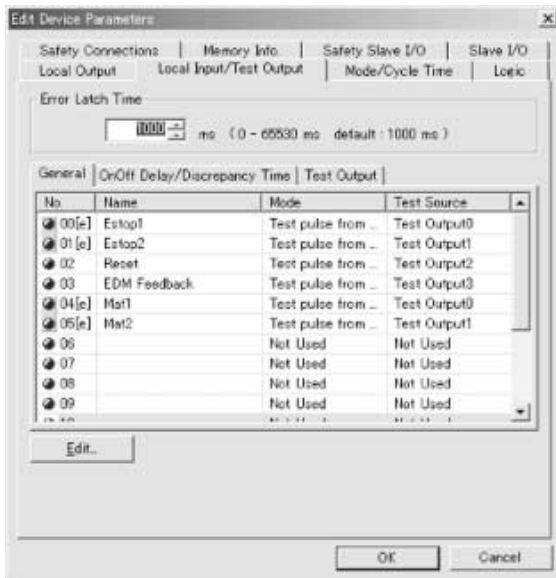 Edit Device Parameters
Safety Connections Memory Info. Safety Slave I/O Slave I/O
Local Output Local Input/Test Output Mode/Cycle Time Logic
Error Latch Time
1000 ms ( 0 - 65530 ms default : 1000 ms )
General OnOff Delay/Discrepancy Time Test Output
No. Name Mode Test Source
00[e] Estop1 Test pulse from ... Test Output0
01[e] Estop2 Test pulse from ... Test Output1
02 Reset Test pulse from ... Test Output2
03 EDM Feedback Test pulse from ... Test Output3
04[e] Mat1 Test pulse from ... Test Output0
05[e] Mat2 Test pulse from ... Test Output1
06 Not Used Not Used
07 Not Used Not Used
08 Not Used Not Used
09 Not Used Not Used
Edit...
OK Cancel